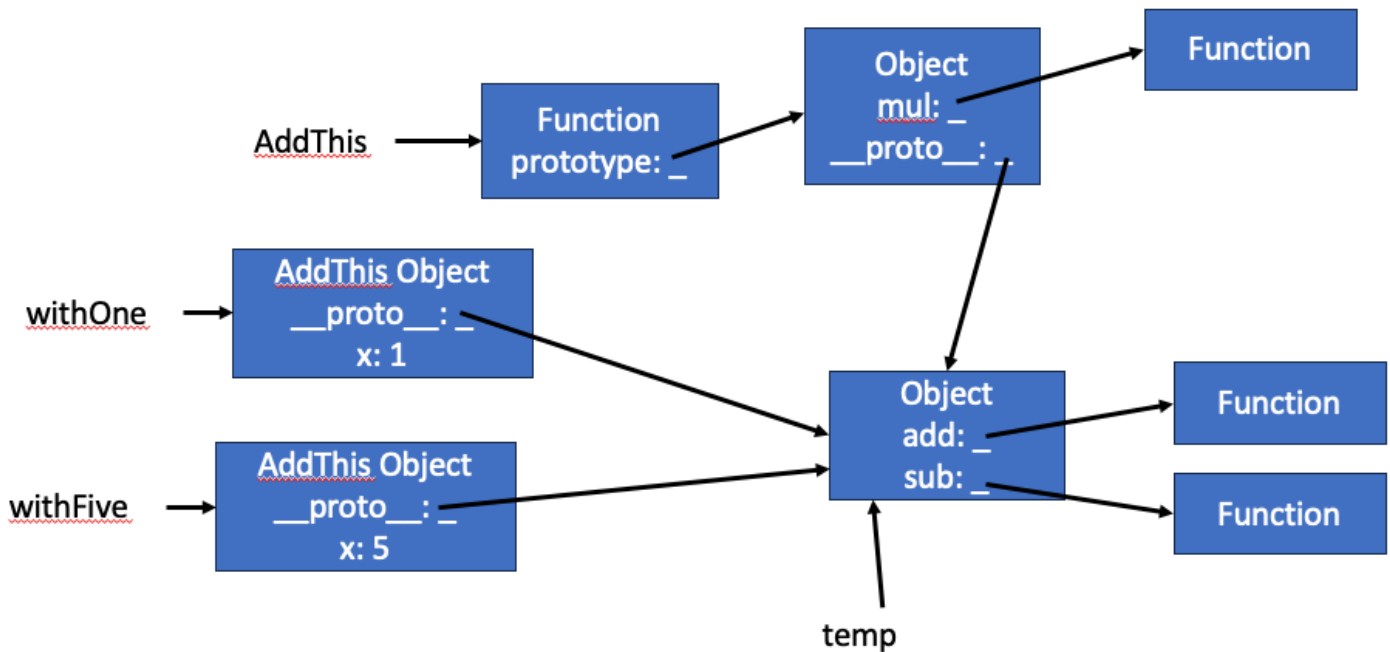 Function
Object
mul: _
__proto__: _
AddThis
Function
prototype: _
withOne
AddThis Object
__proto__: _
x: 1
withFive
AddThis Object
__proto__: _
x: 5
Object
add: _
sub: _
Function
Function
temp